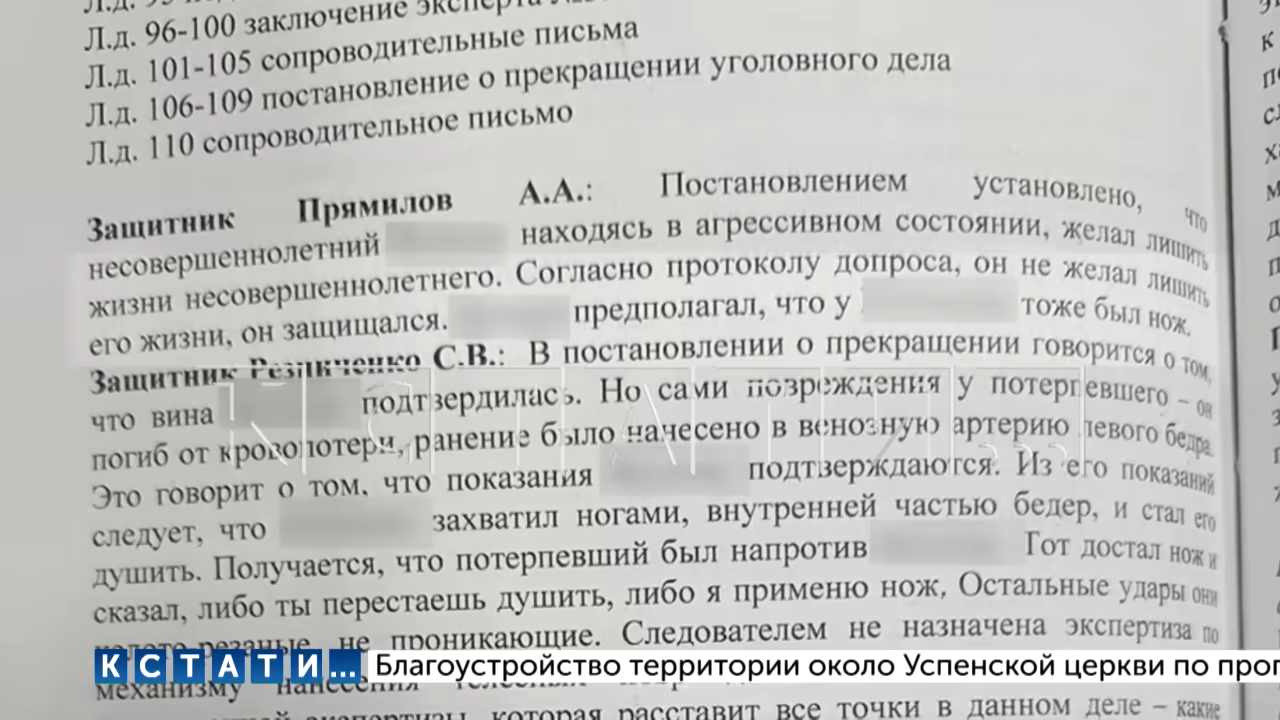 Л.д. 96-100 заключение эксперта
Л.д. 101-105 сопроводительные письма
Л.д. 106-109 постановление о прекращении уголовного дела
Л.д. 110 сопроводительное письмо
Защитник Прямилов А.А.: Постановлением установлено, что
несовершеннолетний находясь в агрессивном состоянии, желал лишить
жизни несовершеннолетнего. Согласно протоколу допроса, он не желал лишить
его жизни, он защищался. предполагал, что у тоже был нож.
Защитник Резниченко С.В.: В постановлении о прекращении говорится о том,
что вина подтвердилась. Но сами повреждения у потерпевшего – он
погиб от кровопотери, ранение было нанесено в венозную артерию левого бедра.
Это говорит о том, что показания подтверждаются. Из его показаний
следует, что захватил ногами, внутренней частью бедер, и стал его
душить. Получается, что потерпевший был напротив Тот достал нож и
сказал, либо ты перестаешь душить, либо я применю нож. Остальные удары они
колото-резаные, не проникающие. Следователем не назначена экспертиза по
механизму нанесения
экспертизы, которая расставит все точки в данном деле – какие
КСТАТИ... Благоустройство территории около Успенской церкви по